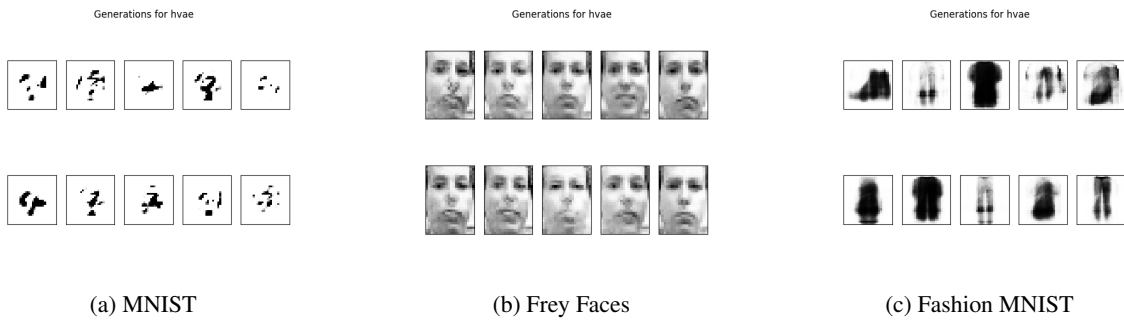 Generations for hvae
Generations for hvae
Generations for hvae
(a) MNIST
(b) Frey Faces
(c) Fashion MNIST